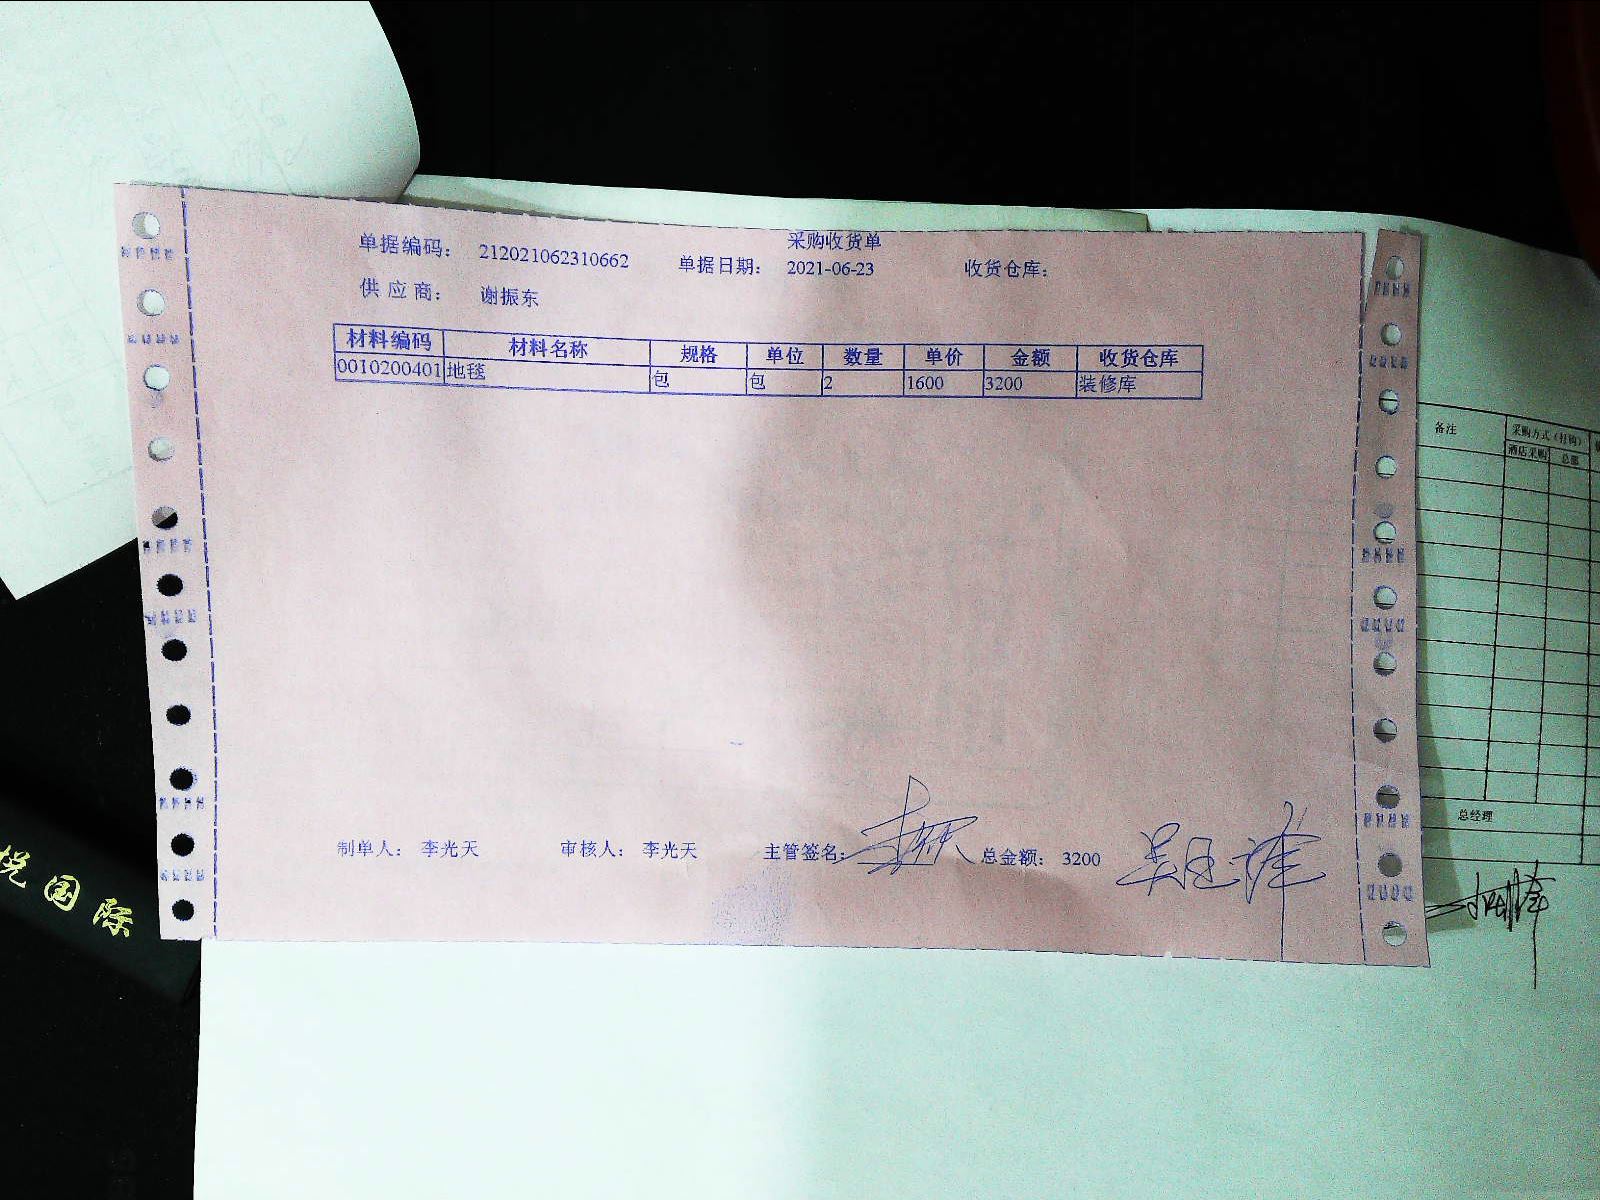 采购收货单
单据编码： 212021062310662 单据日期： 2021-06-23 收货仓库：
供应商： 谢振东
材料编码 材料名称 规格 单位 数量 单价 金额 收货仓库
0010200401 地毯 包 包 2 1600 3200 装修库
制单人： 李光天 审核人： 李光天 主管签名： 总金额： 3200
备注 采购方式（打钩）
酒店采购 总部
总经理
悦国际